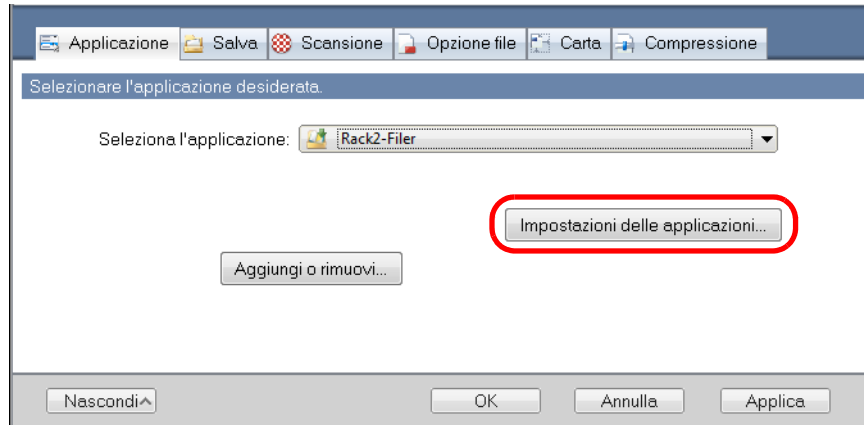 Applicazione Salva Scansione Opzione file Carta Compressione
Selezionare l'applicazione desiderata.
Seleziona l'applicazione: Rack2-Filer
Impostazioni delle applicazioni...
Aggiungi o rimuovi...
Nascondi OK Annulla Applica